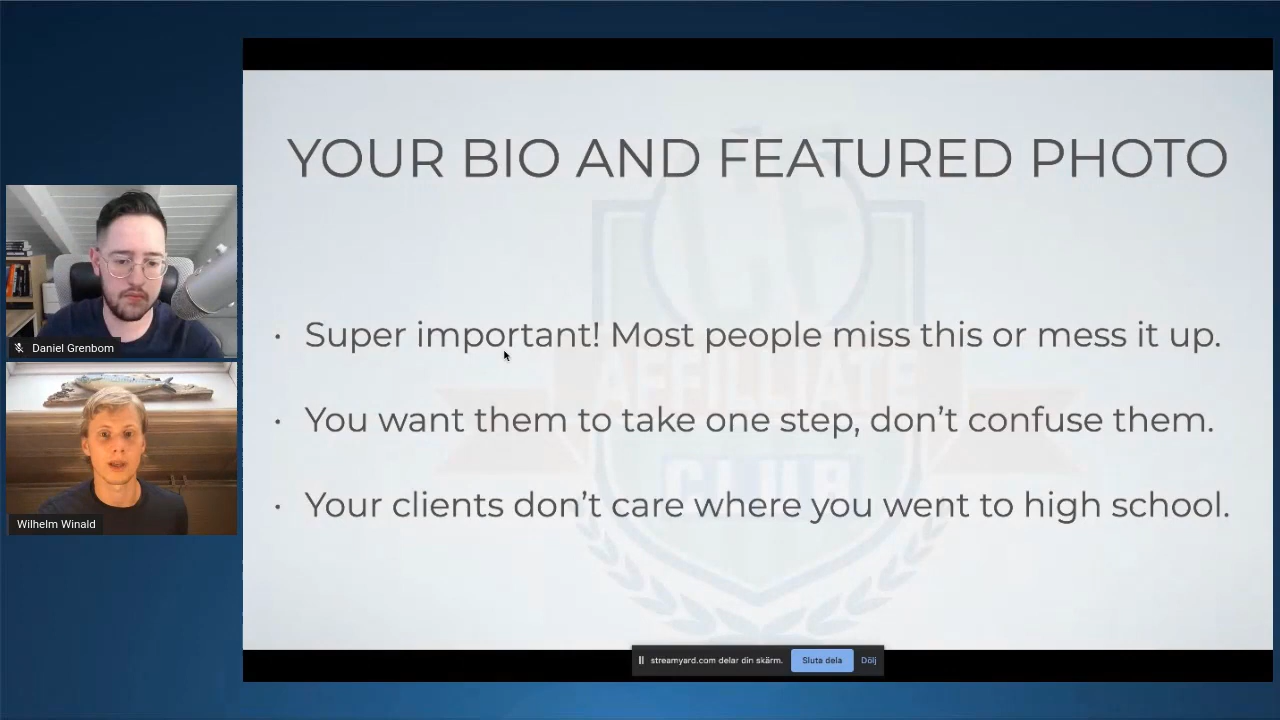 YOUR BIO AND FEATURED PHOTO
• Super important! Most people miss this or mess it up.
• You want them to take one step, don’t confuse them.
• Your clients don’t care where you went to high school.
AFFILIATE
CLUB
Daniel Grenbom
Wilhelm Winald
streamyard.com delar din skärm.
Sluta dela
Dölj